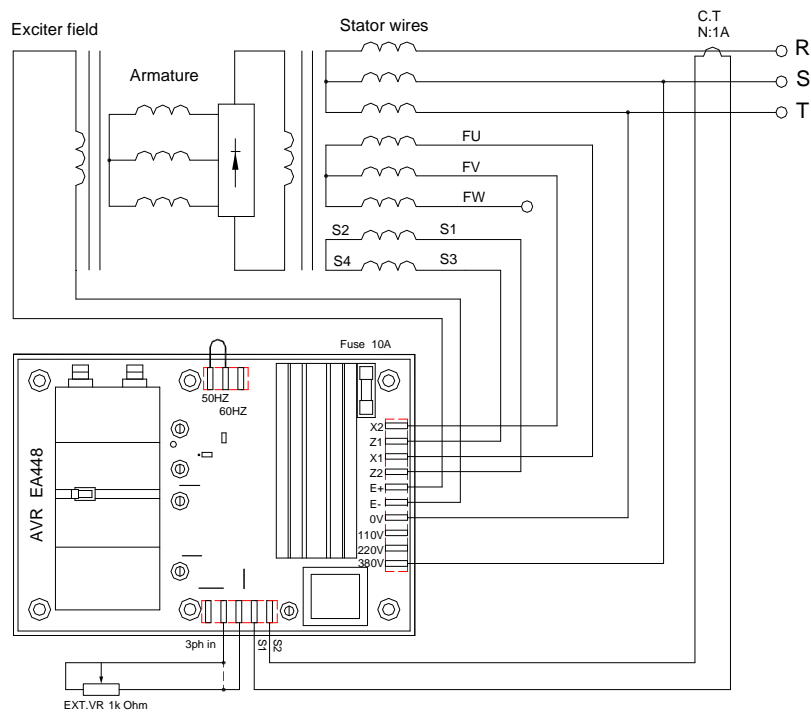 Exciter field
Stator wires
C.T
N:1A
R
Armature
S
T
FU
FV
FW
S2
S1
S4
S3
Fuse 10A
50HZ
60HZ
X2
Z1
X1
Z2
E+
E-
0V
110V
220V
380V
AVR EA448
3ph in
S1
S2
EXT.VR 1k Ohm